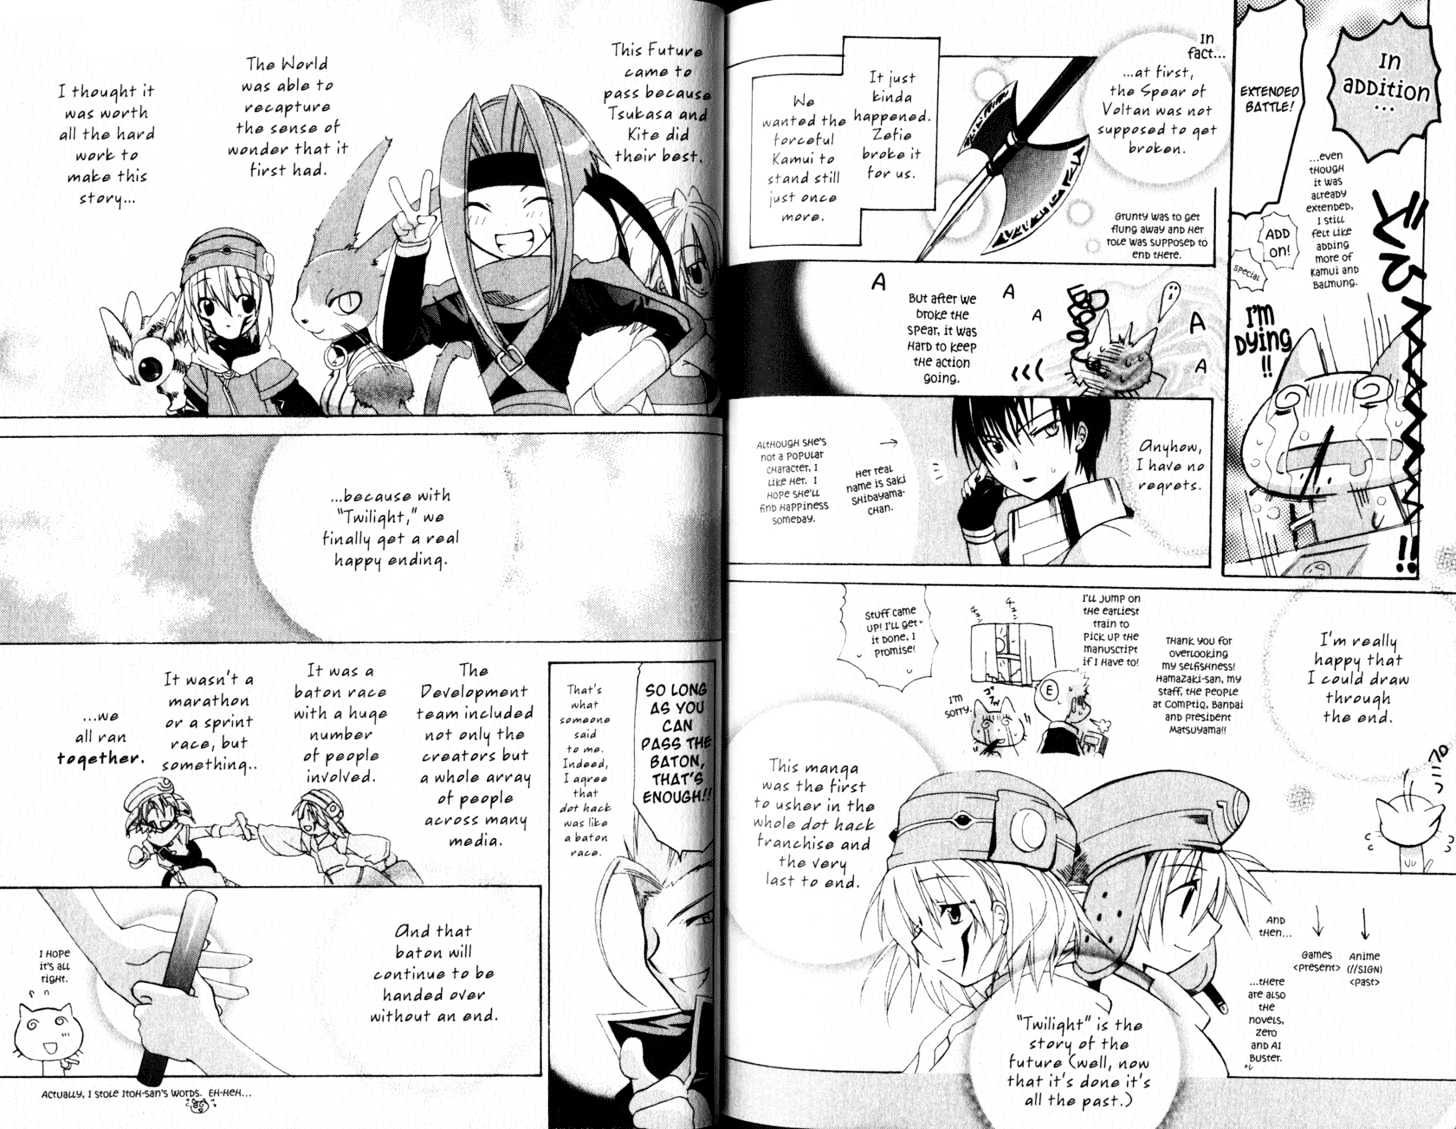 In
addition
...
...even
though
it was
already
extended,
I still
felt like
adding
more of
Kamui and
Balmung.
EXTENDED
BATTLE!
ADD
ON!
SPECIAL
I'M
DYING
!!
!!
In
fact...
...at first,
the Spear of
Voltan was not
supposed to get
broken.
Grunty was to get
flung away and her
role was supposed to
end there.
It just
kinda
happened.
Zefie
broke it
for us.
We
wanted the
forceful
Kamui to
stand still
just once
more.
A
A
A
A
A
But after we
broke the
spear, it was
hard to keep
the action
going.
Anyhow,
I have no
regrets.
→
Her real
name is Saki
Shibayama-
chan.
Although she's
not a popular
character, I
like her. I
hope she'll
find happiness
someday.
I'm really
happy that
I could draw
through
the end.
Thank you for
overlooking
my selfishness!
Hamazaki-san, my
staff, the people
at Comptiq, Bandai
and president
Matsuyama!!
I'll jump on
the earliest
train to
pick up the
manuscript
if I have to!
Stuff came
up! I'll get
it done, I
promise!
I'm
sorry.
E
This manga
was the first
to usher in the
whole dot hack
franchise and
the very
last to end.
Anime
(//SIGN)
<past>
Games
<present>
And
then...
...there
are also
the
novels,
Zero
and AI
Buster.
"Twilight" is the
story of the
future (well, now
that it's done it's
all the past.)
This Future
came to
pass because
Tsukasa and
Kite did
their best.
The World
was able to
recapture
the sense of
wonder that it
first had.
I thought it
was worth
all the hard
work to
make this
story...
...because with
"Twilight," we
finally get a real
happy ending.
SO LONG
AS YOU
CAN
PASS THE
BATON,
THAT'S
ENOUGH!!
That's
what
someone
said
to me.
Indeed,
I agree
that
dot hack
was like
a baton
race.
The
Development
team included
not only the
creators but
a whole array
of people
across many
media.
It was a
baton race
with a huge
number
of people
involved.
It wasn't a
marathon
or a sprint
race, but
something..
...we
all ran
together.
And that
baton will
continue to be
handed over
without an end.
I hope
it's all
right.
Actually, I stole Itoh-san's words. Eh-heh...